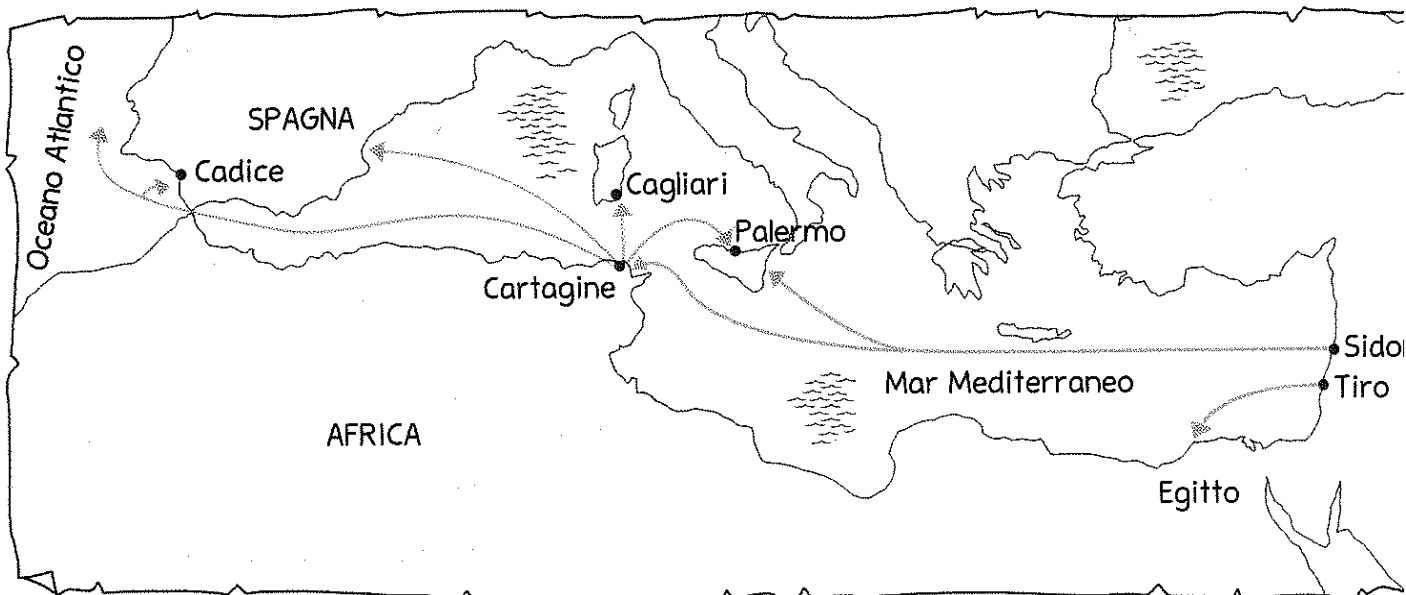 Oceano Atlantico
SPAGNA
Cadice
Cagliari
Palermo
Cartagine
Sidon
Mar Mediterraneo
Tiro
AFRICA
Egitto